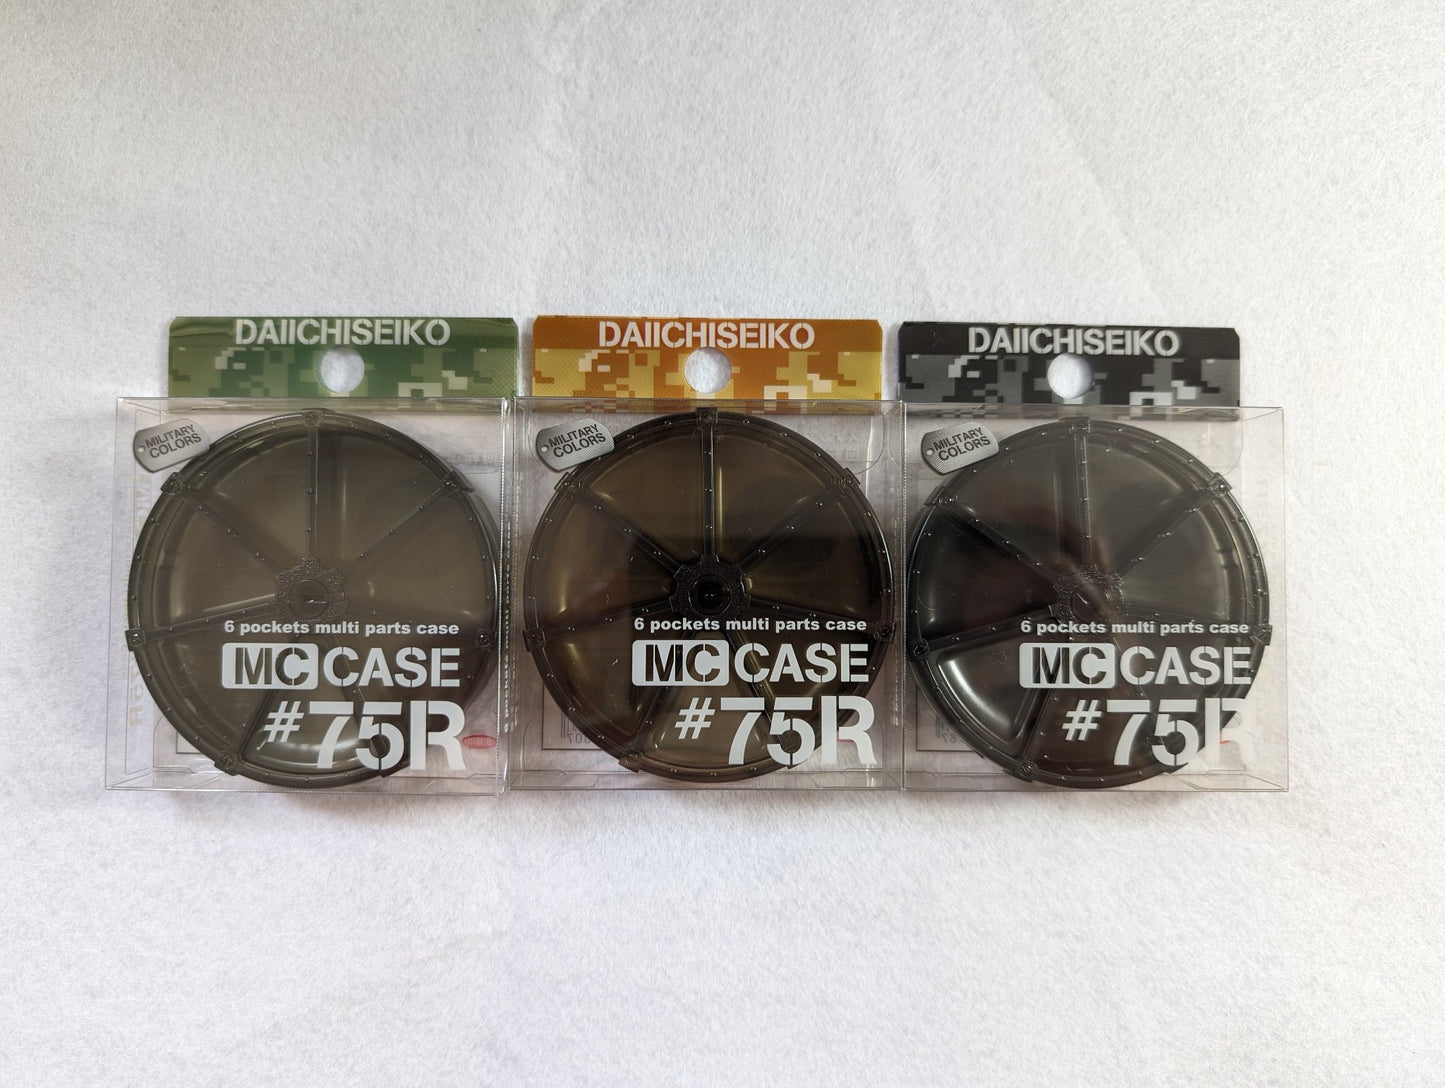 DAIICHISEIKO
MILITARY
COLORS
6 pockets multi parts case
MC CASE
#75R
DAIICHISEIKO
MILITARY
COLORS
6 pockets multi parts case
MC CASE
#75R
DAIICHISEIKO
MILITARY
COLORS
6 pockets multi parts case
MC CASE
#75R